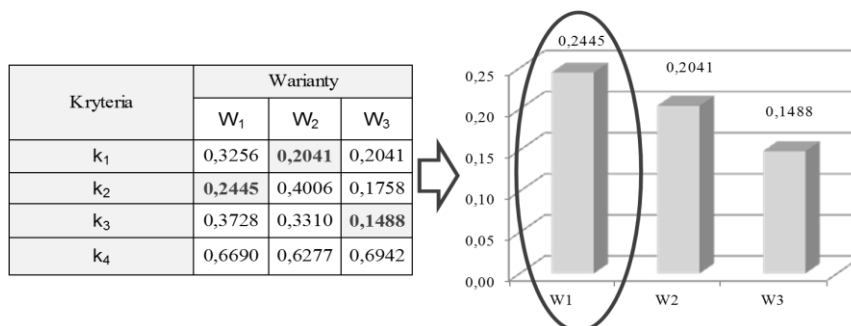 Kryteria
Warianty
W₁ W₂ W₃
k₁ 0,3256 0,2041 0,2041
k₂ 0,2445 0,4006 0,1758
k₃ 0,3728 0,3310 0,1488
k₄ 0,6690 0,6277 0,6942
0,2445
0,2041
0,1488
0,25
0,20
0,15
0,10
0,05
0,00
W1 W2 W3